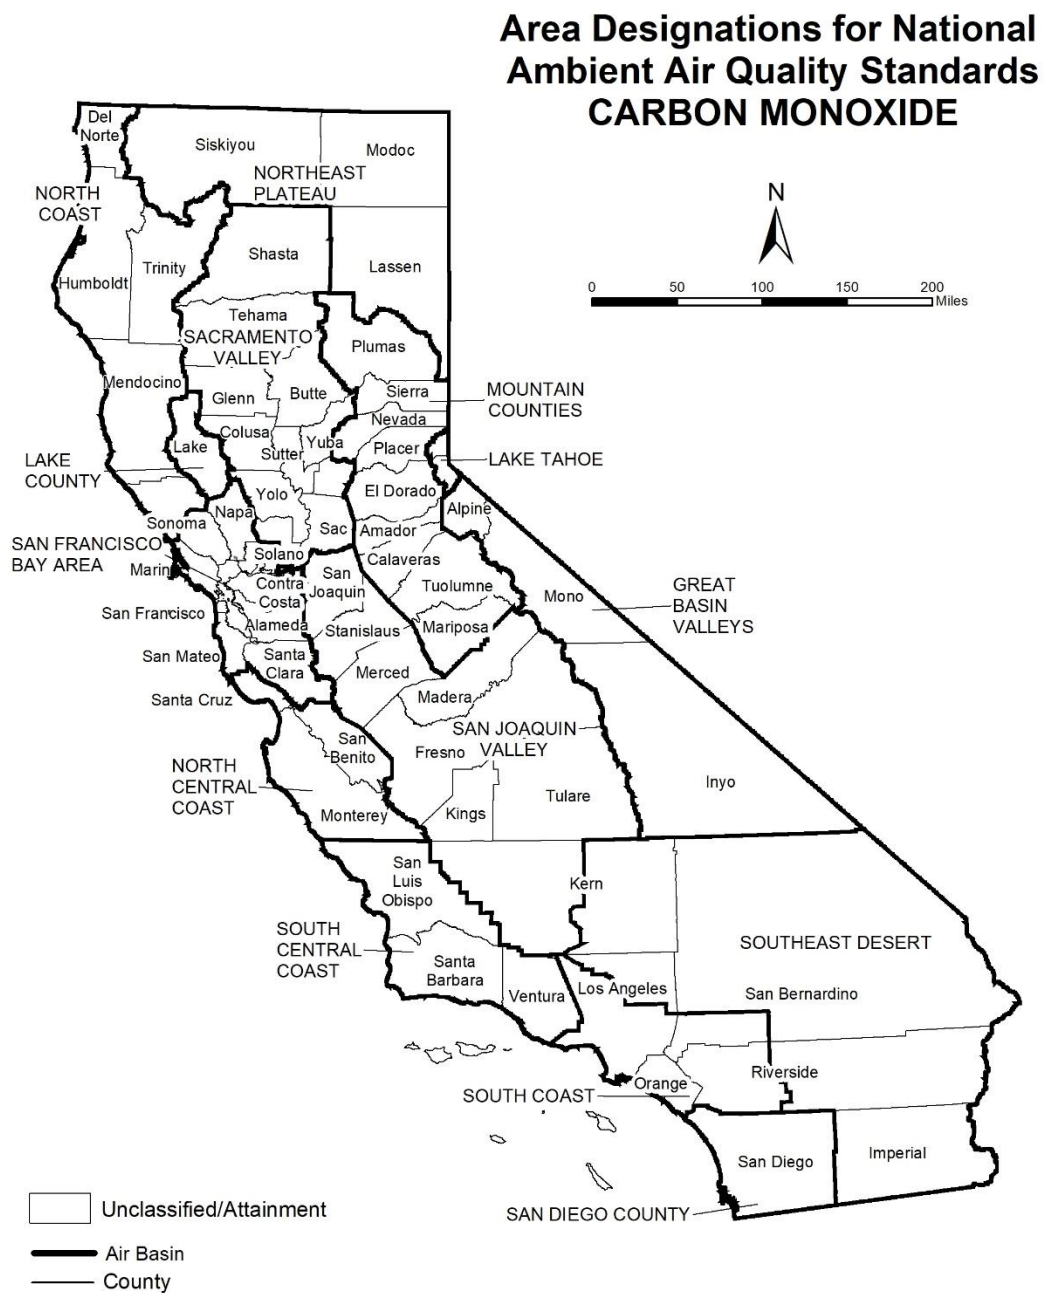 Area Designations for National
Ambient Air Quality Standards
CARBON MONOXIDE
Del
Norte
Siskiyou
Modoc
NORTHEAST
PLATEAU
NORTH
COAST
N
Humboldt
Trinity
Shasta
Lassen
0 50 100 150 200
Miles
Tehama
SACRAMENTO
VALLEY
Plumas
Mendocino
Glenn
Butte
Sierra
MOUNTAIN
COUNTIES
Nevada
Colusa
Sutter
Yuba
Placer
Lake
LAKE
COUNTY
LAKE TAHOE
Yolo
El Dorado
Alpine
Napa
Sonoma
Sac
Amador
SAN FRANCISCO
BAY AREA
Solano
Calaveras
Marin
Contra
Costa
San
Joaquin
Tuolumne
Mono
GREAT
BASIN
VALLEYS
San Francisco
Alameda
Stanislaus
Mariposa
San Mateo
Santa
Clara
Merced
Santa Cruz
Madera
SAN JOAQUIN
VALLEY
San
Benito
Fresno
NORTH
CENTRAL
COAST
Monterey
Kings
Tulare
Inyo
San
Luis
Obispo
Kern
SOUTH
CENTRAL
COAST
SOUTHEAST DESERT
Santa
Barbara
Ventura
Los Angeles
San Bernardino
Riverside
Orange
SOUTH COAST
San Diego
Imperial
SAN DIEGO COUNTY
Unclassified/Attainment
Air Basin
County